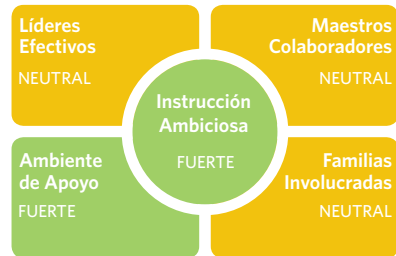 Líderes
Efectivos
NEUTRAL
Maestros
Colaboradores
NEUTRAL
Instrucción
Ambiciosa
FUERTE
Ambiente
de Apoyo
FUERTE
Familias
Involucradas
NEUTRAL